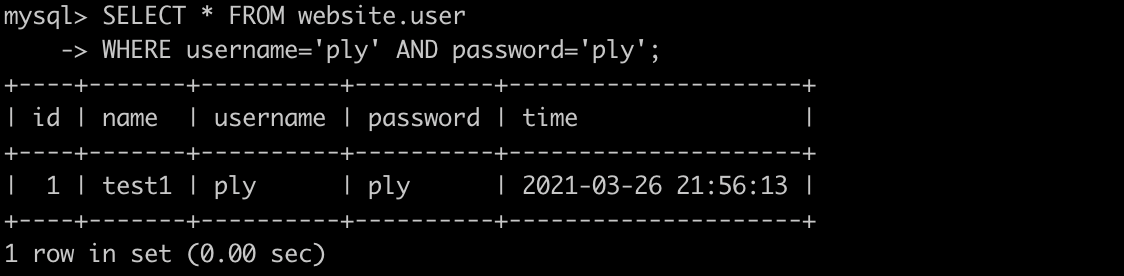 mysql> SELECT * FROM website.user
    -> WHERE username='ply' AND password='ply';
+----+-------+----------+----------+---------------------+
| id | name  | username | password | time                |
+----+-------+----------+----------+---------------------+
|  1 | test1 | ply      | ply      | 2021-03-26 21:56:13 |
+----+-------+----------+----------+---------------------+
1 row in set (0.00 sec)